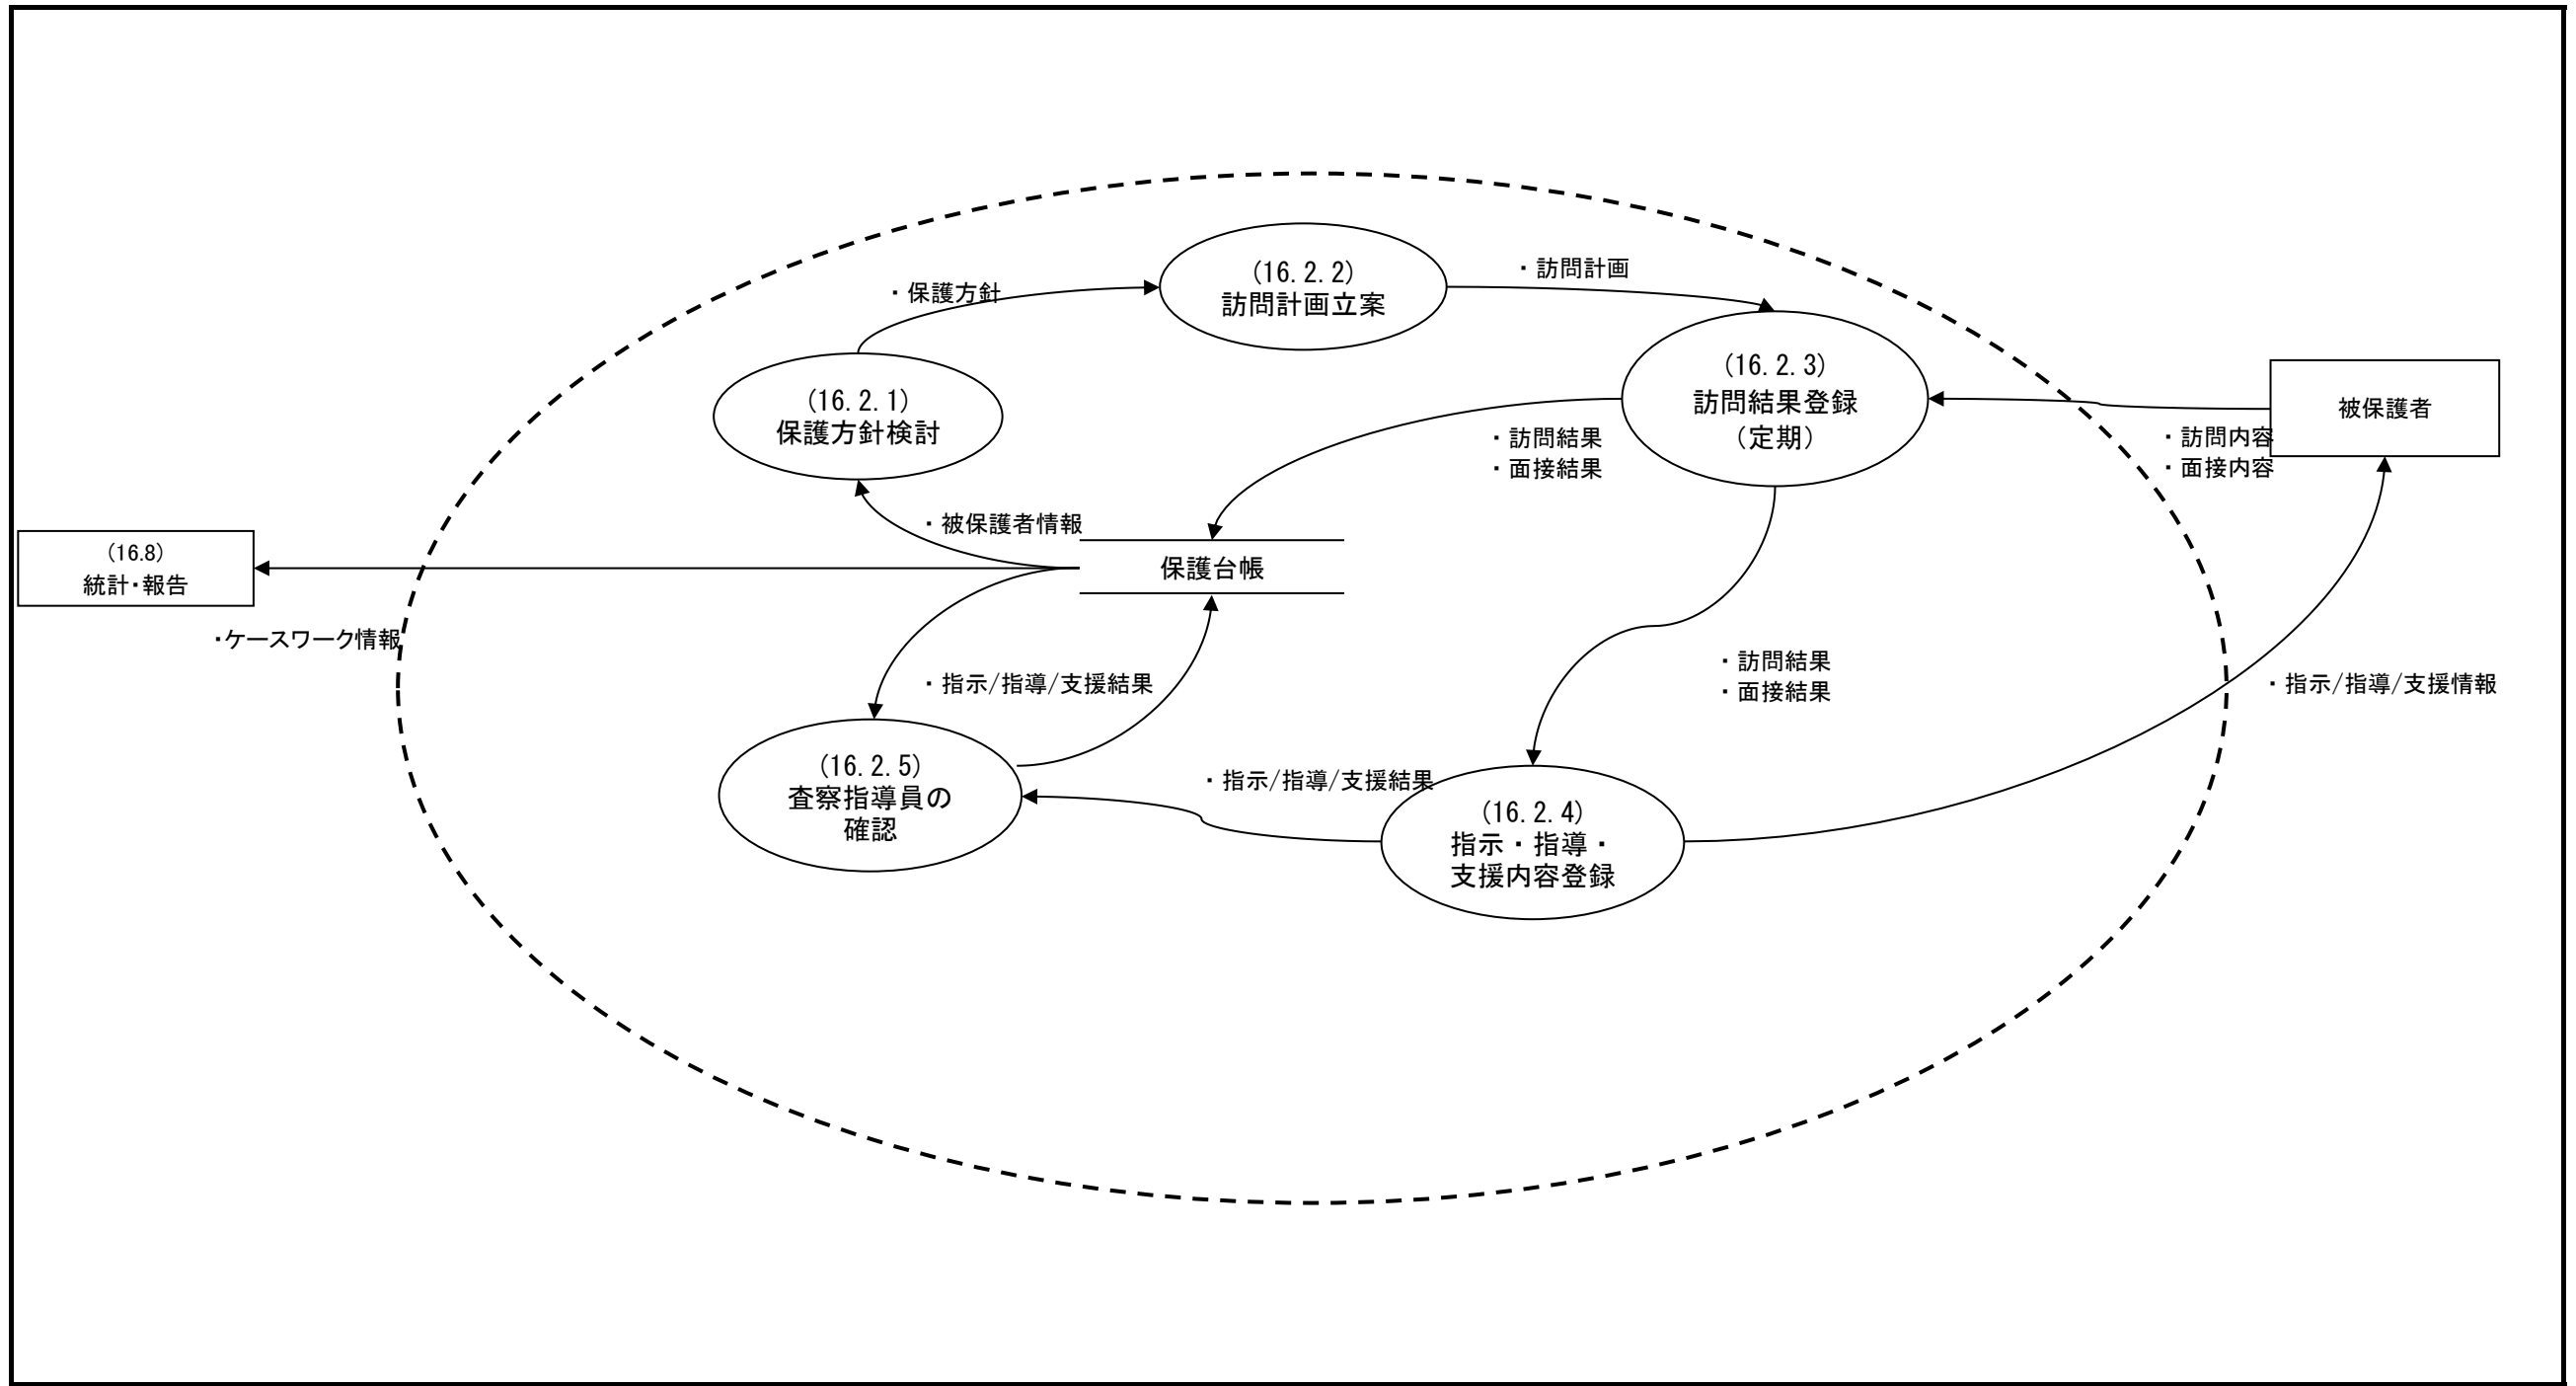 (16.2.2)
訪問計画立案
・訪問計画
・保護方針
(16.2.3)
訪問結果登録
(定期)
被保護者
(16.2.1)
保護方針検討
・訪問結果
・面接結果
・訪問内容
・面接内容
・被保護者情報
(16.8)
統計・報告
保護台帳
・ケースワーク情報
・訪問結果
・面接結果
・指示/指導/支援結果
・指示/指導/支援情報
(16.2.5)
査察指導員の
確認
・指示/指導/支援結果
(16.2.4)
指示・指導・
支援内容登録